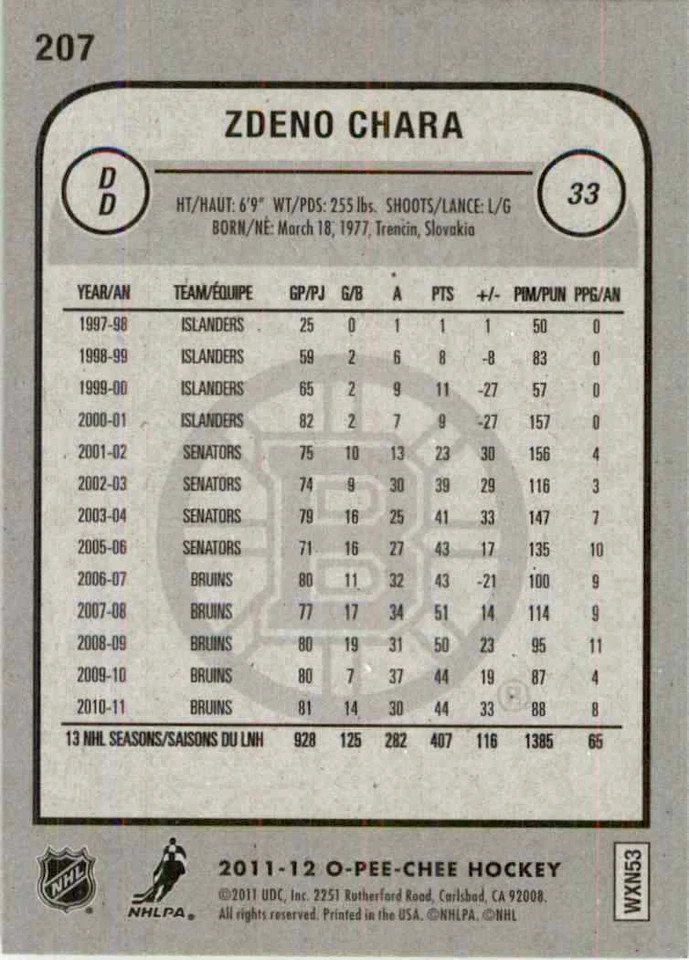 207
ZDENO CHARA
D
D
HT/HAUT: 6'9" WT/PDS: 255 lbs. SHOOTS/LANCE: L/G
BORN/NÉ: March 18, 1977, Trencin, Slovakia
33
YEAR/AN TEAM/ÉQUIPE GP/PJ G/B A PTS +/- PIM/PUN PPG/AN
1997-98 ISLANDERS 25 0 1 1 1 50 0
1998-99 ISLANDERS 59 2 6 8 -8 83 0
1999-00 ISLANDERS 65 2 9 11 -27 57 0
2000-01 ISLANDERS 82 2 7 9 -27 157 0
2001-02 SENATORS 75 10 13 23 30 156 4
2002-03 SENATORS 74 9 30 39 29 116 3
2003-04 SENATORS 79 16 25 41 33 147 7
2005-06 SENATORS 71 16 27 43 17 135 10
2006-07 BRUINS 80 11 32 43 -21 100 9
2007-08 BRUINS 77 17 34 51 14 114 9
2008-09 BRUINS 80 19 31 50 23 95 11
2009-10 BRUINS 80 7 37 44 19 87 4
2010-11 BRUINS 81 14 30 44 33 88 8
13 NHL SEASONS/SAISONS DU LNH 928 125 282 407 116 1385 65
B
®
NHL
NHLPA®
2011-12 O-PEE-CHEE HOCKEY
©2011 UDC, Inc. 2251 Rutherford Road, Carlsbad, CA 92008.
All rights reserved. Printed in the USA. ©NHLPA. ©NHL
WXN53